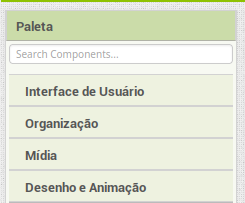 Paleta
Search Components...
Interface de Usuário
Organização
Mídia
Desenho e Animação